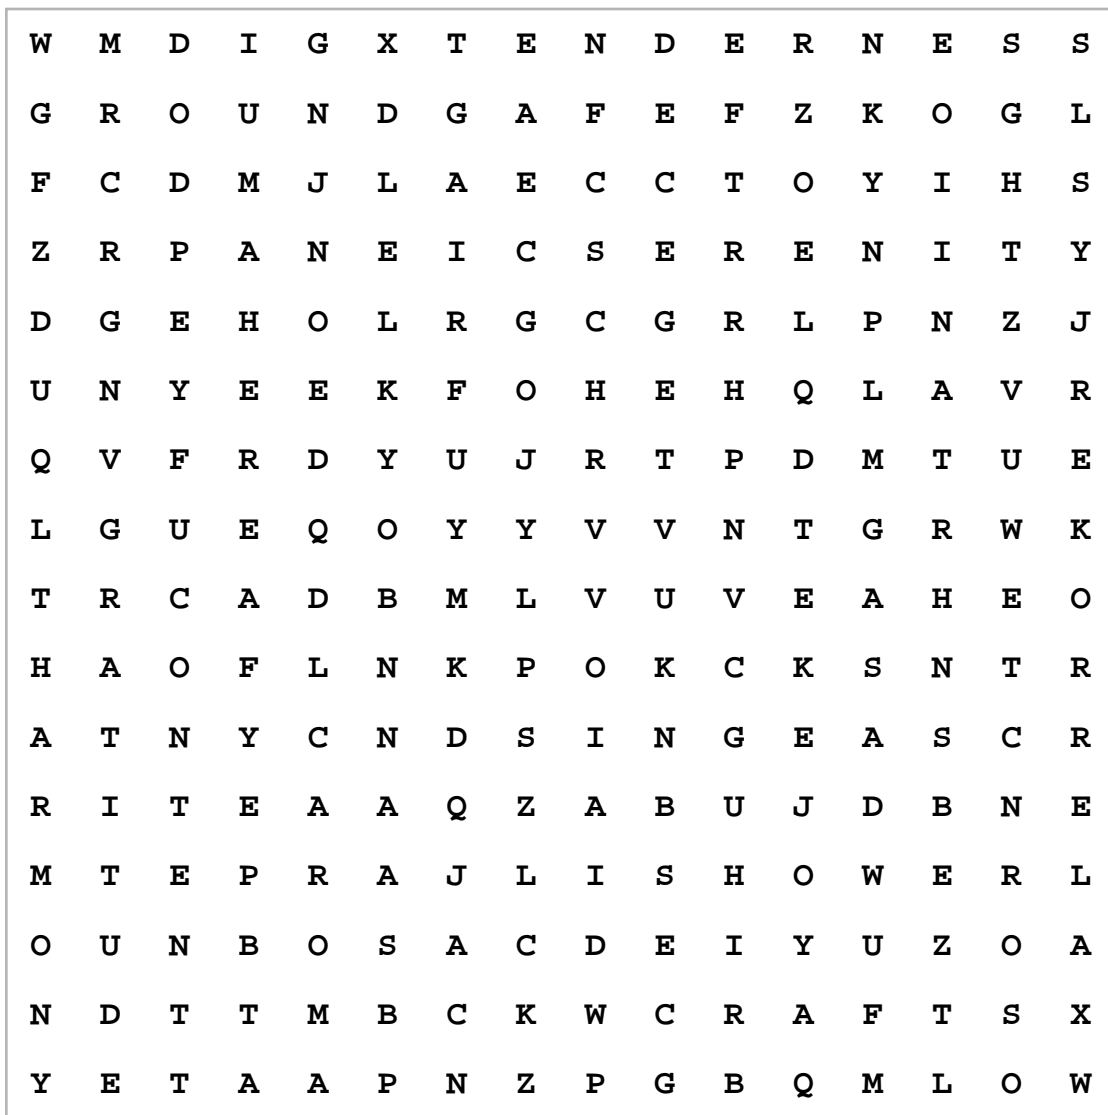 W M D I G X T E N D E R N E S S
G R O U N D G A F E F Z K O G L
F C D M J L A E C C T O Y I H S
Z R P A N E I C S E R E N I T Y
D G E H O L R G C G R L P N Z J
U N Y E E K F O H E H Q L A V R
Q V F R D Y U J R T P D M T U E
L G U E Q O Y Y V V N T G R W K
T R C A D B M L V U V E A H E O
H A O F L N K P O K C K S N T R
A T N Y C N D S I N G E A S C R
R I T E A A Q Z A B U J D B N E
M T E P R A J L I S H O W E R L
O U N B O S A C D E I Y U Z O A
N D T T M B C K W C R A F T S X
Y E T A A P N Z P G B Q M L O W